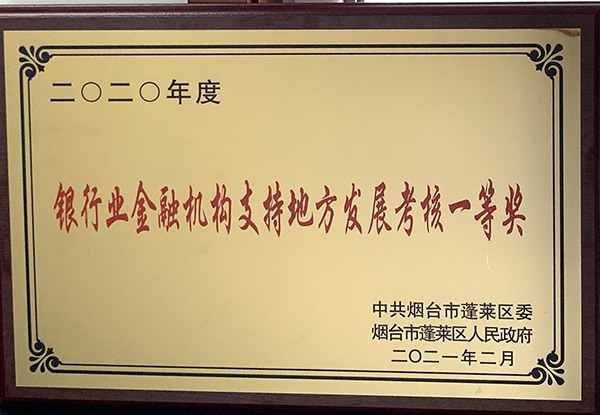 二〇二〇年度
银行业金融机构支持地方发展考核一等奖
中共烟台市蓬莱区委
烟台市蓬莱区人民政府
二〇二一年二月